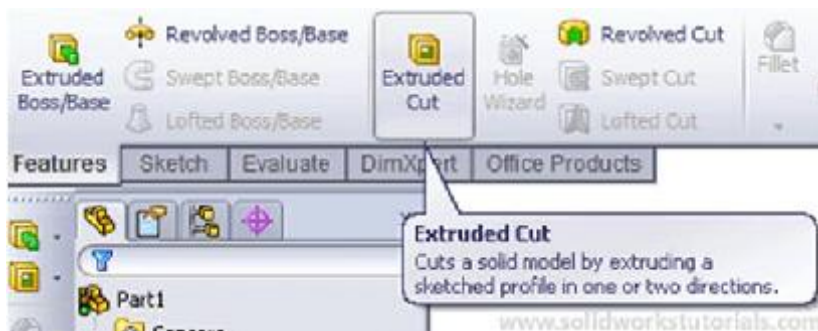 Revolved Boss/Base
Revolved Cut
Extruded Boss/Base
Swept Boss/Base
Extruded Cut
Hole Wizard
Swept Cut
Fillet
Lofted Boss/Base
Lofted Cut
Features
Sketch
Evaluate
DimXpert
Office Products
Extruded Cut
Cuts a solid model by extruding a
sketched profile in one or two directions.
Part1
www.solidworkstutorials.com